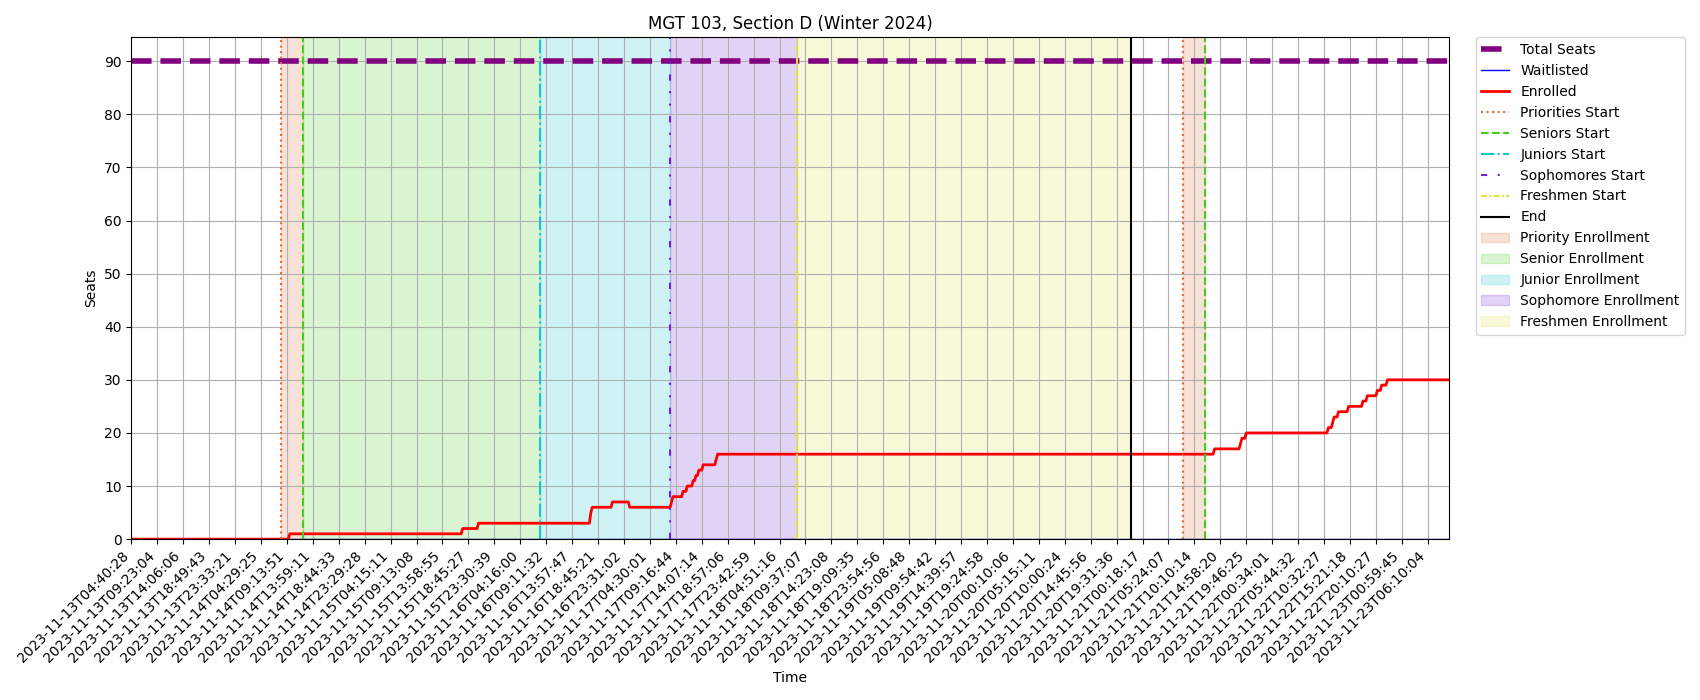 MGT 103, Section D (Winter 2024)
Seats
90
80
70
60
50
40
30
20
10
0
2023-11-13T04:40:28
2023-11-13T09:23:04
2023-11-13T14:06:06
2023-11-13T18:49:43
2023-11-13T23:33:21
2023-11-14T04:29:25
2023-11-14T09:13:51
2023-11-14T13:59:11
2023-11-14T18:44:33
2023-11-14T23:29:28
2023-11-15T04:15:11
2023-11-15T09:13:08
2023-11-15T13:58:55
2023-11-15T18:45:27
2023-11-15T23:30:39
2023-11-16T04:16:00
2023-11-16T09:11:32
2023-11-16T13:57:47
2023-11-16T18:45:21
2023-11-16T23:31:02
2023-11-17T04:30:01
2023-11-17T09:16:44
2023-11-17T14:07:14
2023-11-17T18:57:06
2023-11-17T23:42:59
2023-11-18T04:51:16
2023-11-18T09:37:07
2023-11-18T14:23:08
2023-11-18T19:09:35
2023-11-18T23:54:56
2023-11-19T05:08:48
2023-11-19T09:54:42
2023-11-19T14:39:57
2023-11-19T19:24:58
2023-11-20T00:10:06
2023-11-20T05:15:11
2023-11-20T10:00:24
2023-11-20T14:45:56
2023-11-20T19:31:36
2023-11-21T00:18:17
2023-11-21T05:24:07
2023-11-21T10:10:14
2023-11-21T14:58:20
2023-11-21T19:46:25
2023-11-22T00:34:01
2023-11-22T05:44:32
2023-11-22T10:32:27
2023-11-22T15:21:18
2023-11-22T20:10:27
2023-11-23T00:59:45
2023-11-23T06:10:04
Time
Total Seats
Waitlisted
Enrolled
Priorities Start
Seniors Start
Juniors Start
Sophomores Start
Freshmen Start
End
Priority Enrollment
Senior Enrollment
Junior Enrollment
Sophomore Enrollment
Freshmen Enrollment